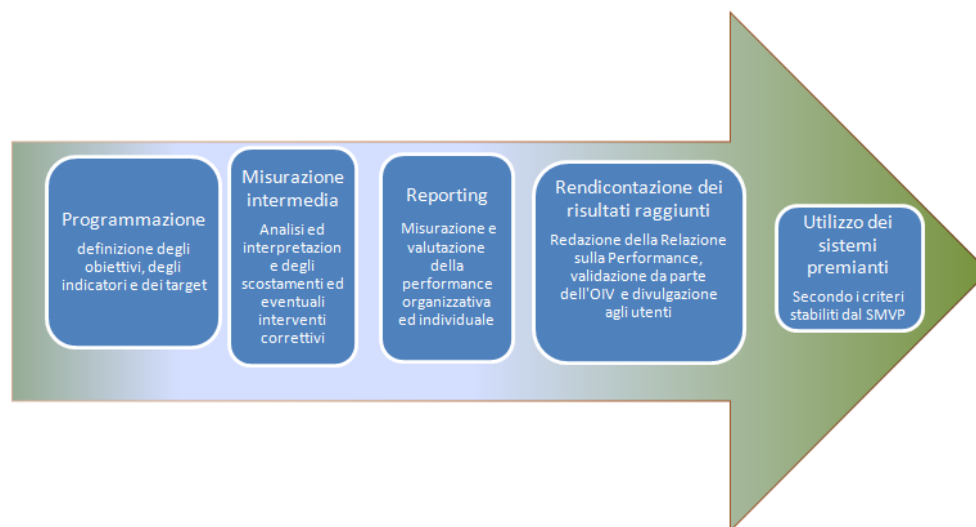 Programmazione
definizione degli
obiettivi, degli
indicatori e dei target
Misurazione
intermedia
Analisi ed
interpretazion
e degli
scostamenti ed
eventuali
interventi
correttivi
Reporting
Misurazione e
valutazione
della
performance
organizzativa
ed individuale
Rendicontazione dei
risultati raggiunti
Redazione della Relazione
sulla Performance,
validazione da parte
dell'OIV e divulgazione
agli utenti
Utilizzo dei
sistemi
premianti
Secondo i criteri
stabiliti dal SMVP